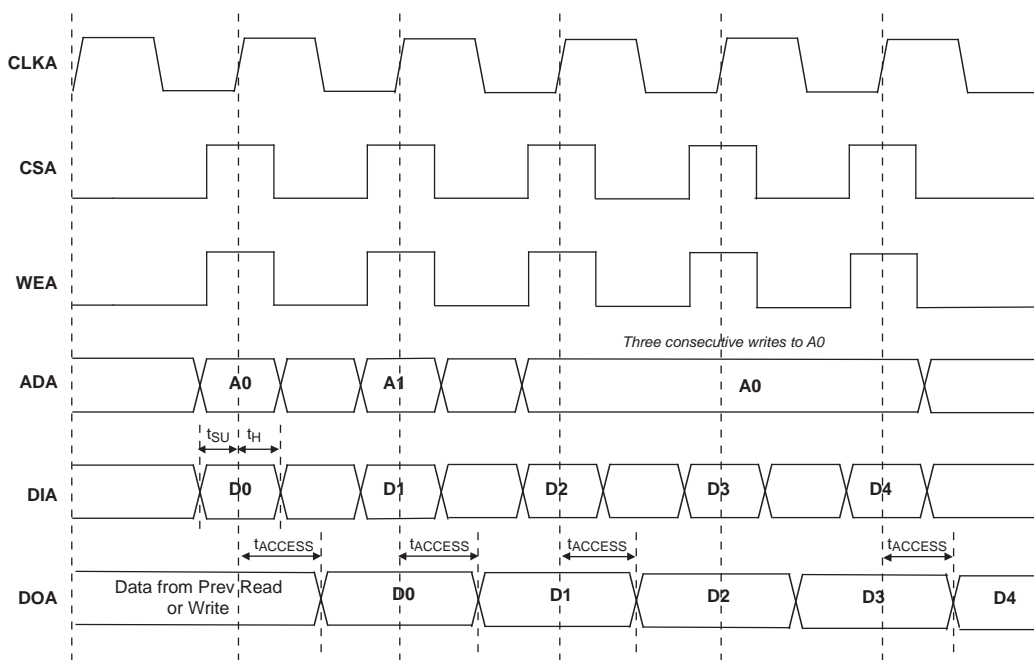 CLKA
CSA
WEA
Three consecutive writes to A0
ADA
A0
A1
A0
tSU
tH
DIA
D0
D1
D2
D3
D4
tACCESS
tACCESS
tACCESS
tACCESS
DOA
Data from Prev Read
or Write
D0
D1
D2
D3
D4